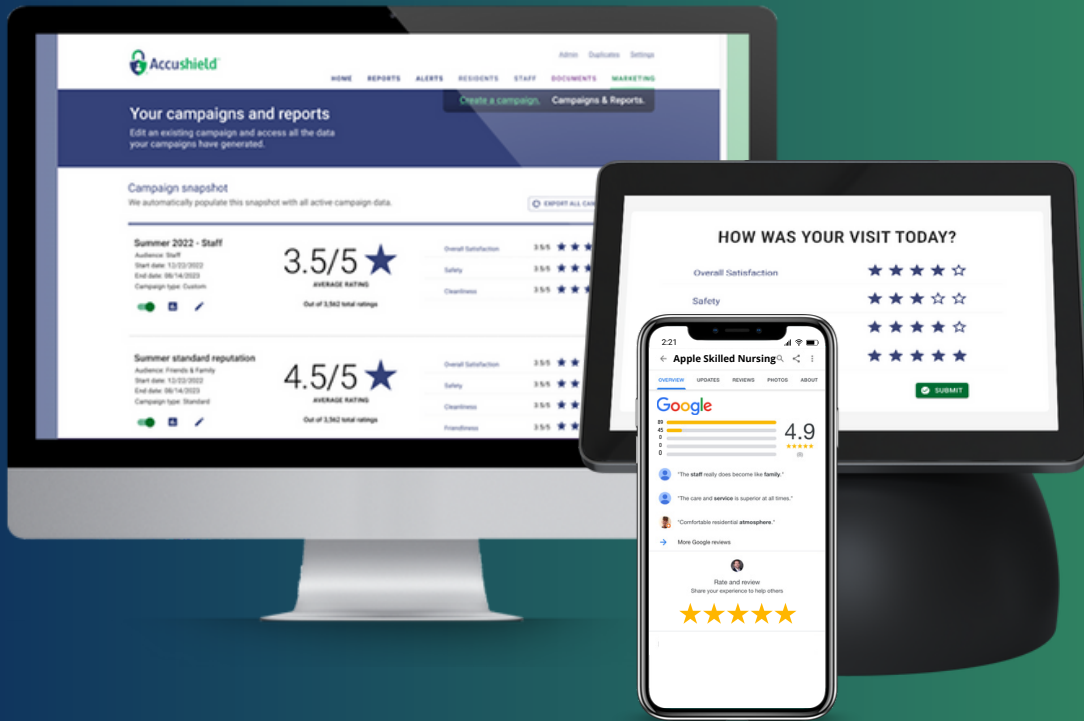 Accushield
Admin Duplicates Settings
HOME REPORTS ALERTS RESIDENTS STAFF DOCUMENTS MARKETING
Create a campaign. Campaigns & Reports.
Your campaigns and reports
Edit an existing campaign and access all the data
your campaigns have generated.
Campaign snapshot
We automatically populate this snapshot with all active campaign data.
EXPORT ALL
Summer 2022 - Staff
Audience: Staff
Start date: 12/22/2022
End date: 08/14/2023
Campaign type: Custom
3.5/5
AVERAGE RATING
Out of 3,562 total ratings
Overall Satisfaction 3.5/5
Safety 3.5/5
Cleanliness 3.5/5
Summer standard reputation
Audience: Friends & Family
Start date: 12/22/2022
End date: 08/14/2023
Campaign type: Standard
4.5/5
AVERAGE RATING
Out of 3,562 total ratings
Overall Satisfaction 3.5/5
Safety 3.5/5
Cleanliness 3.5/5
Friendliness 3.5/5
HOW WAS YOUR VISIT TODAY?
Overall Satisfaction
Safety
SUBMIT
2:21
Apple Skilled Nursing
OVERVIEW UPDATES REVIEWS PHOTOS ABOUT
Google
89
45
0
0
0
4.9
"The staff really does become like family."
"The care and service is superior at all times."
"Comfortable residential atmosphere."
More Google reviews
Rate and review
Share your experience to help others